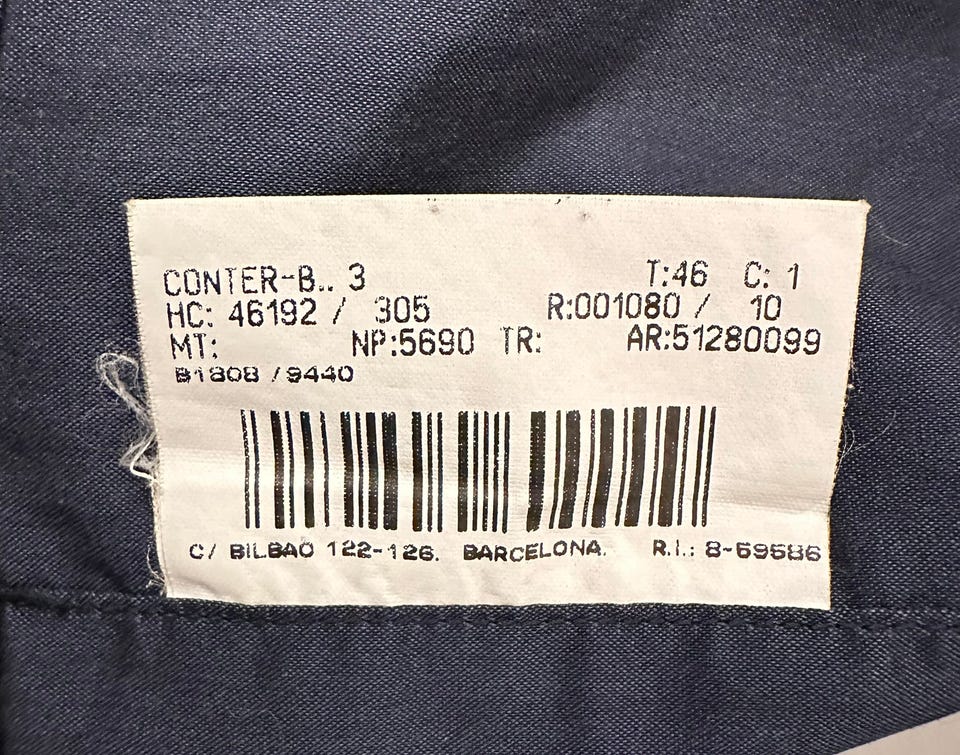 CONTER-B.. 3 T:46 C: 1
HC: 46192 / 305 R:001080 / 10
MT: NP:5690 TR: AR:51280099
B1808 /9440
C/ BILBAO 122-126. BARCELONA. R.I.: 8-59586